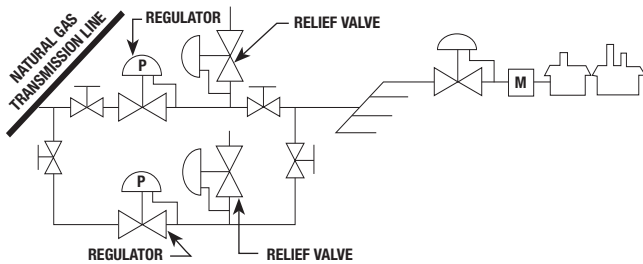 REGULATOR
RELIEF VALVE
NATURAL GAS
TRANSMISSION LINE
P
M
P
REGULATOR
RELIEF VALVE